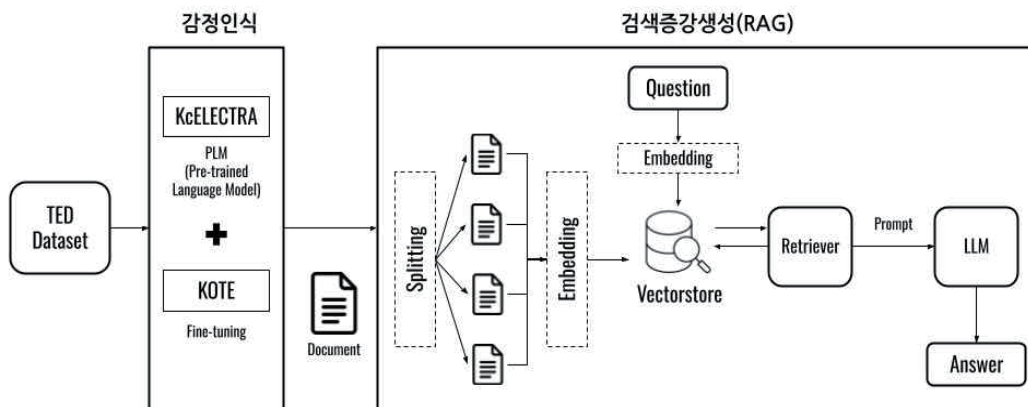 감정인식
검색증강생성(RAG)
TED
Dataset
KcELECTRA
PLM
(Pre-trained
Language Model)
KOTE
Fine-tuning
Document
Splitting
Embedding
Question
Embedding
Vectorstore
Retriever
Prompt
LLM
Answer